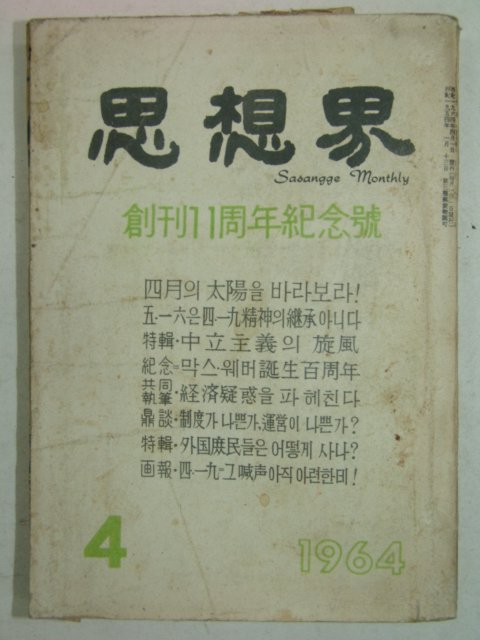 思想界
Sasangge Monthly
創刊11周年紀念號
四月의 太陽을 바라보라!
五·一六은 四·一九精神의 継承아니다
特輯·中立主義의 旋風
紀念=막스·웨버誕生百周年
共同執筆·経済疑惑을 파헤친다
鼎談·制度가 나쁜가, 運営이 나쁜가?
特輯·外国庶民들은 어떻게 사나?
画報·四·一九=그 喊声 아직 아련한데!
4
1964